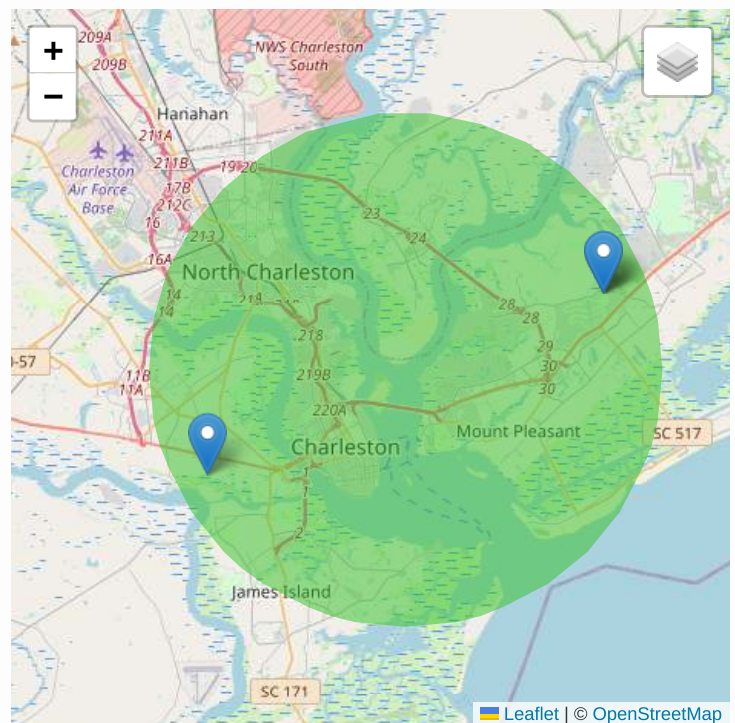 +
−
209A
209B
NWS Charleston
South
Hanahan
211A
Charleston
Air Force
Base
211B
19 20
17B
212C
16
23
213
24
16A
North Charleston
14
14
28
28
218
29
-57
30
11B
11A
219B
30
220A
Charleston
Mount Pleasant
SC 517
1
1
2
James Island
SC 171
Leaflet | © OpenStreetMap